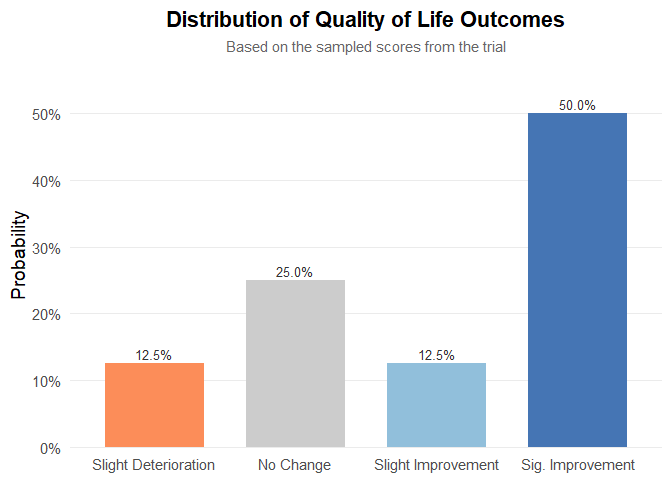 Distribution of Quality of Life Outcomes
Based on the sampled scores from the trial
Probability
50%
40%
30%
20%
10%
0%
12.5%
25.0%
12.5%
50.0%
Slight Deterioration
No Change
Slight Improvement
Sig. Improvement